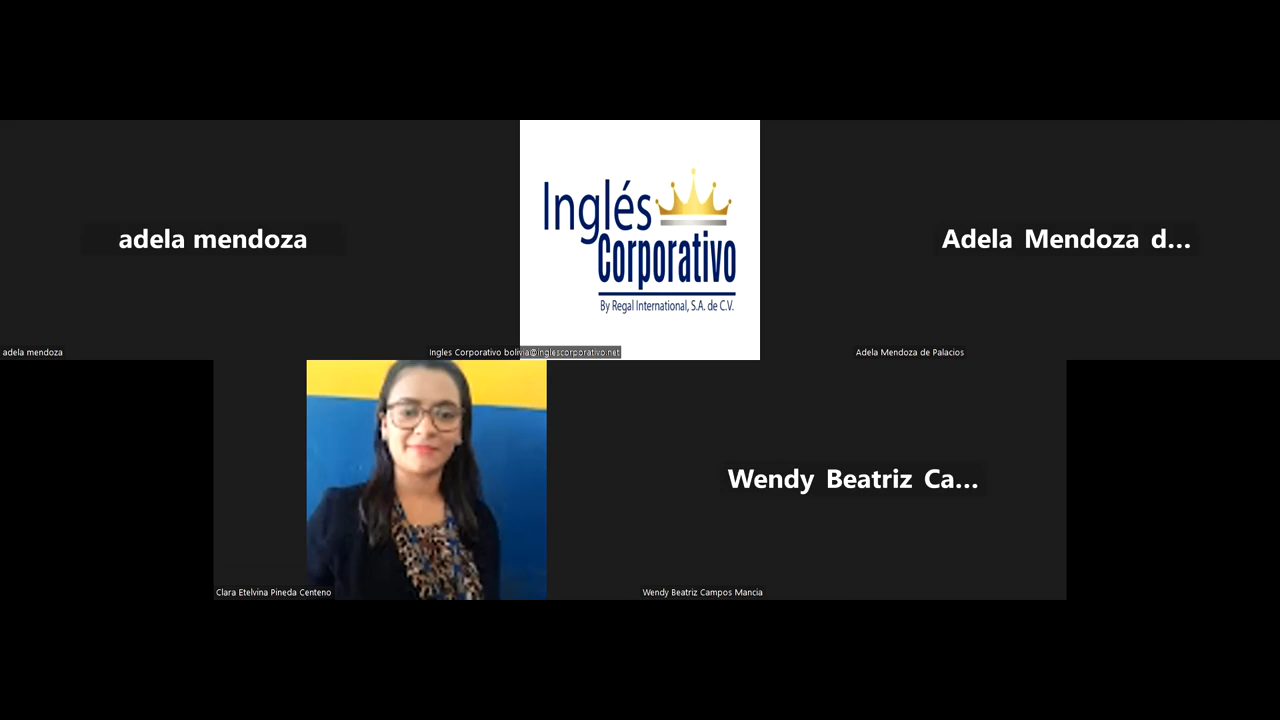 adela mendoza
Inglés
Corporativo
By Regal International, S.A. de C.V.
Adela Mendoza d...
adela mendoza
Ingles Corporativo bolivia@inglescorporativo.net
Adela Mendoza de Palacios
Wendy Beatriz Ca...
Clara Etelvina Pineda Centeno
Wendy Beatriz Campos Mancia